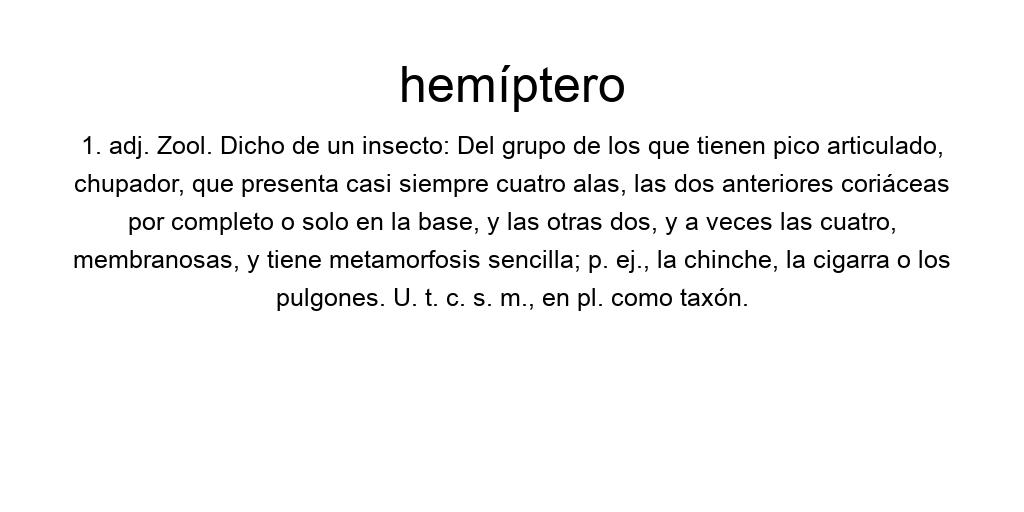 hemíptero
1. adj. Zool. Dicho de un insecto: Del grupo de los que tienen pico articulado,
chupador, que presenta casi siempre cuatro alas, las dos anteriores coriáceas
por completo o solo en la base, y las otras dos, y a veces las cuatro,
membranosas, y tiene metamorfosis sencilla; p. ej., la chinche, la cigarra o los
pulgones. U. t. c. s. m., en pl. como taxón.